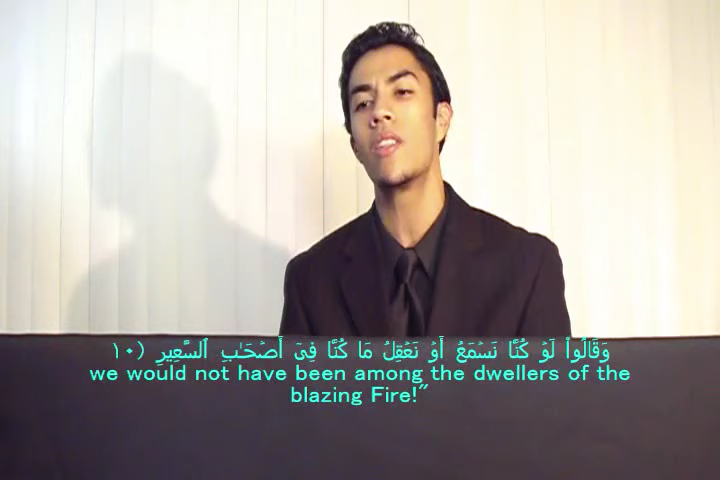 وَقَالُوا۟ لَوۡ كُنَّا نَسۡمَعُ أَوۡ نَعۡقِلُ مَا كُنَّا فِىٓ أَصۡحَـٰبِ ٱلسَّعِيرِ (١٠
we would not have been among the dwellers of the
blazing Fire!"